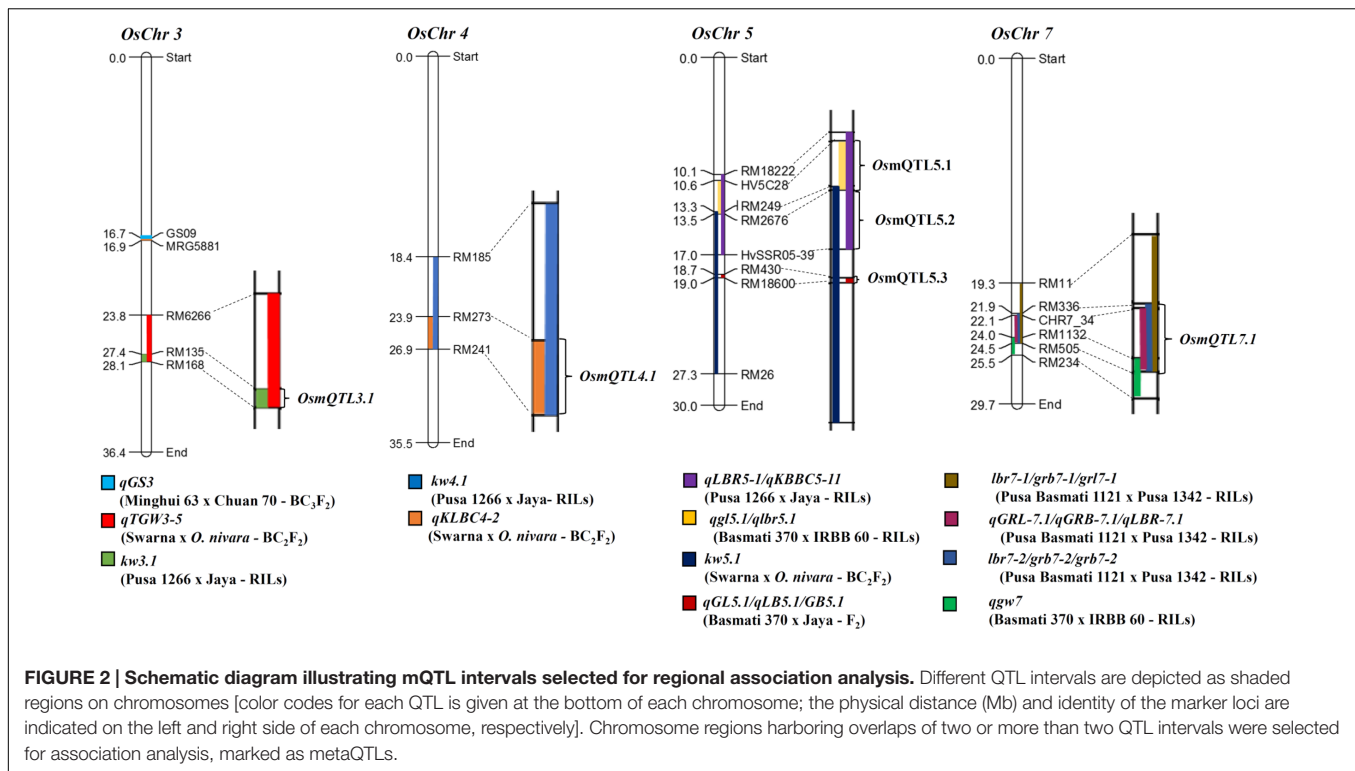 OsChr 3
0.0 Start
16.7 GS09
16.9 MRG5881
23.8 RM6266
27.4 RM135
28.1 RM168
OsmQTL3.1
36.4 End
qGS3
(Minghui 63 x Chuan 70 - BC₃F₂)
qTGW3-5
(Swarna x O. nivara - BC₂F₂)
kw3.1
(Pusa 1266 x Jaya - RILs)
OsChr 4
0.0 Start
18.4 RM185
23.9 RM273
26.9 RM241
OsmQTL4.1
35.5 End
kw4.1
(Pusa 1266 x Jaya- RILs)
qKLBC4-2
(Swarna x O. nivara - BC₂F₂)
OsChr 5
0.0 Start
10.1 RM18222
10.6 HV5C28
13.3 RM249
13.5 RM2676
17.0 HvSSR05-39
18.7 RM430
19.0 RM18600
27.3 RM26
30.0 End
OsmQTL5.1
OsmQTL5.2
OsmQTL5.3
qLBR5-1/qKBBC5-11
(Pusa 1266 x Jaya - RILs)
qgl5.1/qlbr5.1
(Basmati 370 x IRBB 60 - RILs)
kw5.1
(Swarna x O. nivara - BC₂F₂)
qGL5.1/qLB5.1/GB5.1
(Basmati 370 x Jaya - F₂)
OsChr 7
0.0 Start
19.3 RM11
21.9 RM336
22.1 CHR7_34
24.0 RM1132
24.5 RM505
25.5 RM234
29.7 End
OsmQTL7.1
lbr7-1/grb7-1/grl7-1
(Pusa Basmati 1121 x Pusa 1342 - RILs)
qGRL-7.1/qGRB-7.1/qLBR-7.1
(Pusa Basmati 1121 x Pusa 1342 - RILs)
lbr7-2/grb7-2/grb7-2
(Pusa Basmati 1121 x Pusa 1342 - RILs)
qgw7
(Basmati 370 x IRBB 60 - RILs)
FIGURE 2 | Schematic diagram illustrating mQTL intervals selected for regional association analysis. Different QTL intervals are depicted as shaded
regions on chromosomes [color codes for each QTL is given at the bottom of each chromosome; the physical distance (Mb) and identity of the marker loci are
indicated on the left and right side of each chromosome, respectively]. Chromosome regions harboring overlaps of two or more than two QTL intervals were selected
for association analysis, marked as metaQTLs.